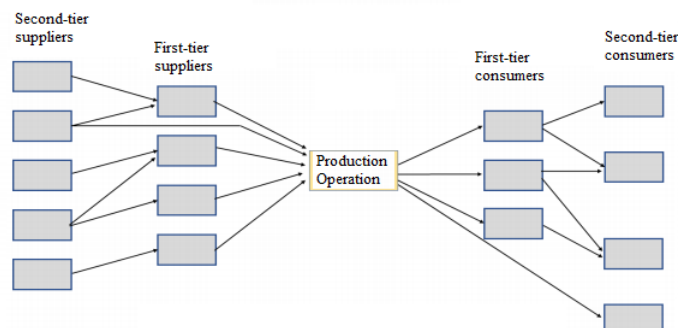 Second-tier
suppliers
First-tier
suppliers
Production
Operation
First-tier
consumers
Second-tier
consumers